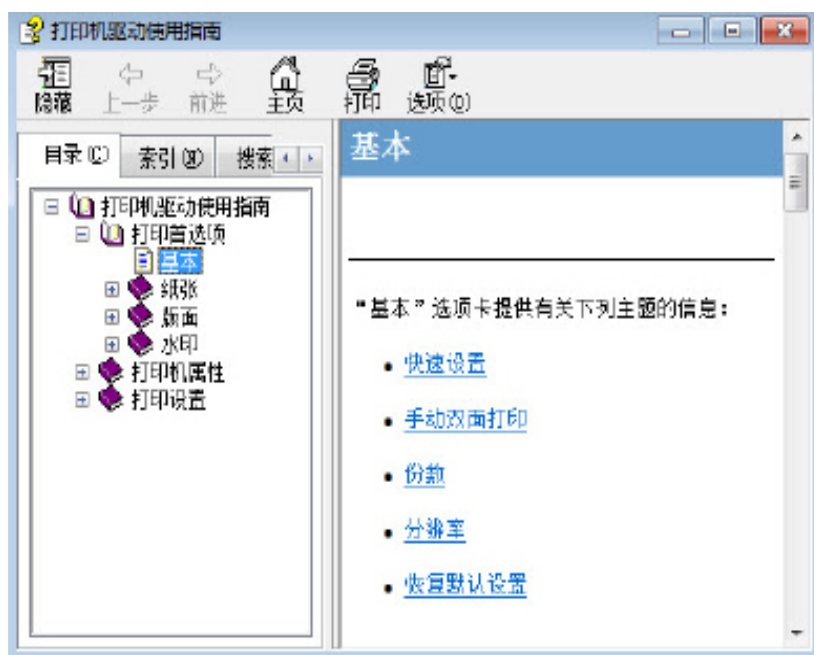 打印机驱动使用指南
隐藏 上一步 前进 主页 打印 选项(O)
目录(C) 索引(N) 搜索
打印机驱动使用指南
打印首选项
基本
纸张
版面
水印
打印机属性
打印设置
基本
“基本”选项卡提供有关下列主题的信息：
• 快速设置
• 手动双面打印
• 份数
• 分辨率
• 恢复默认设置